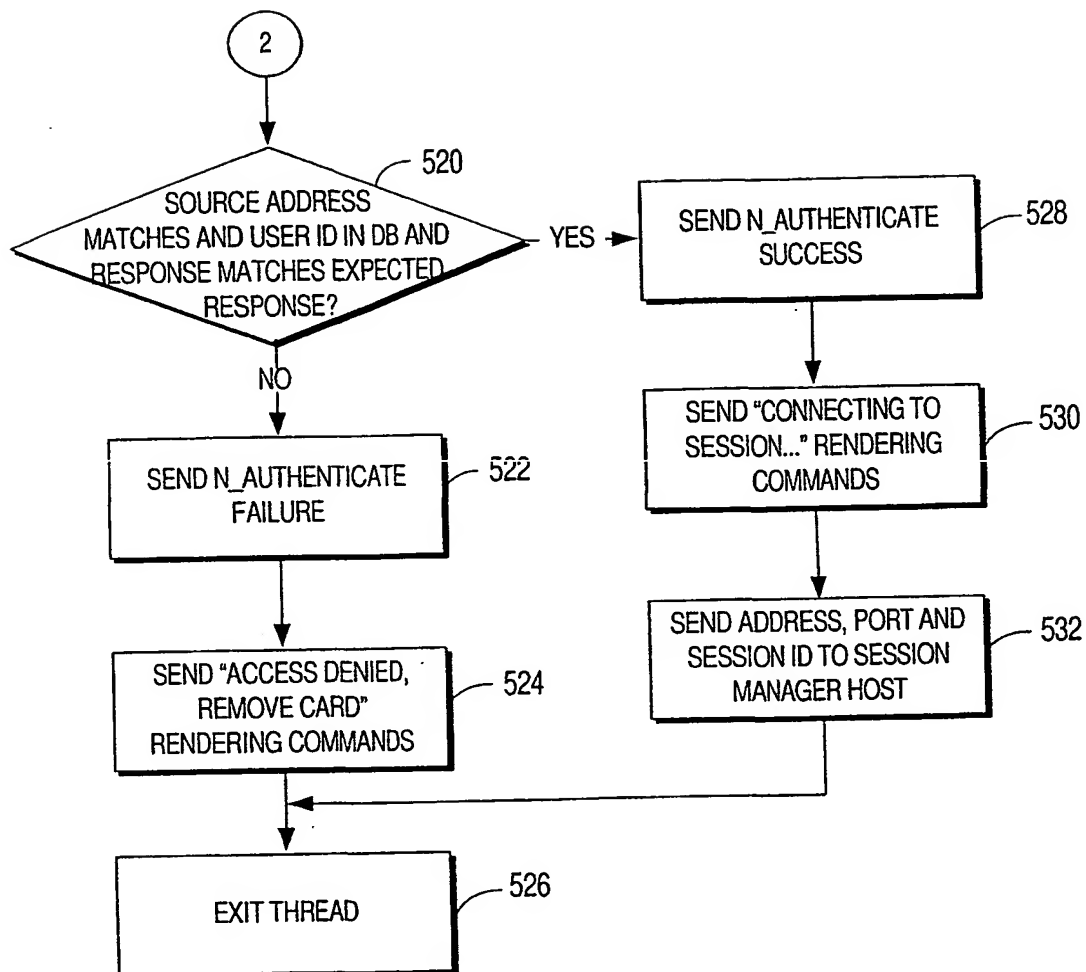 2
520
SOURCE ADDRESS
MATCHES AND USER ID IN DB AND
RESPONSE MATCHES EXPECTED
RESPONSE?
YES
SEND N_AUTHENTICATE
SUCCESS
528
NO
SEND N_AUTHENTICATE
FAILURE
522
SEND "CONNECTING TO
SESSION..." RENDERING
COMMANDS
530
SEND "ACCESS DENIED,
REMOVE CARD"
RENDERING COMMANDS
524
SEND ADDRESS, PORT AND
SESSION ID TO SESSION
MANAGER HOST
532
EXIT THREAD
526